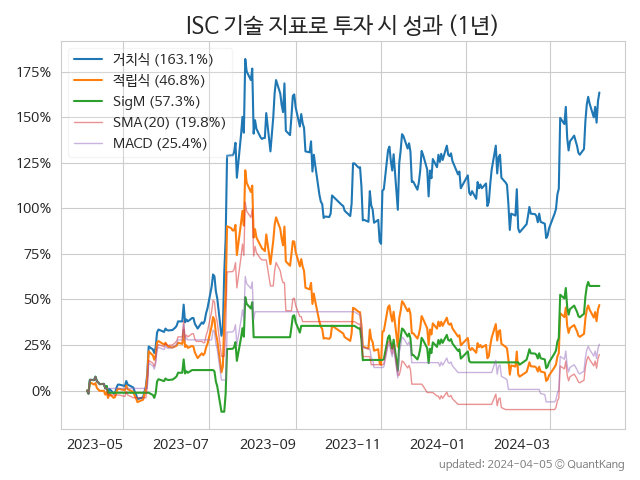 ISC 기술 지표로 투자 시 성과 (1년)
거치식 (163.1%)
적립식 (46.8%)
SigM (57.3%)
SMA(20) (19.8%)
MACD (25.4%)
175%
150%
125%
100%
75%
50%
25%
0%
2023-05 2023-07 2023-09 2023-11 2024-01 2024-03
updated: 2024-04-05 © QuantKang